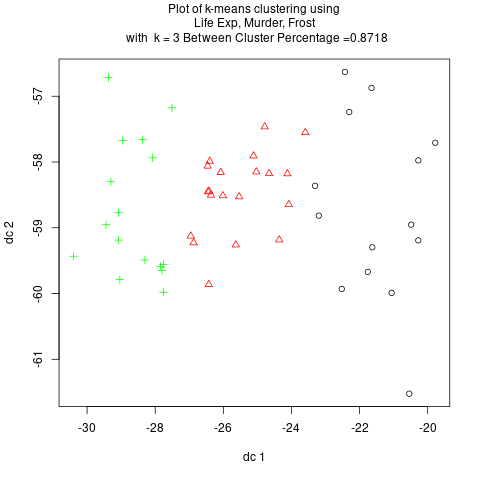 Plot of k-means clustering using
Life Exp, Murder, Frost
with  k = 3 Between Cluster Percentage =0.8718
-57
-58
-59
-60
-61
dc 2
-30
-28
-26
-24
-22
-20
dc 1